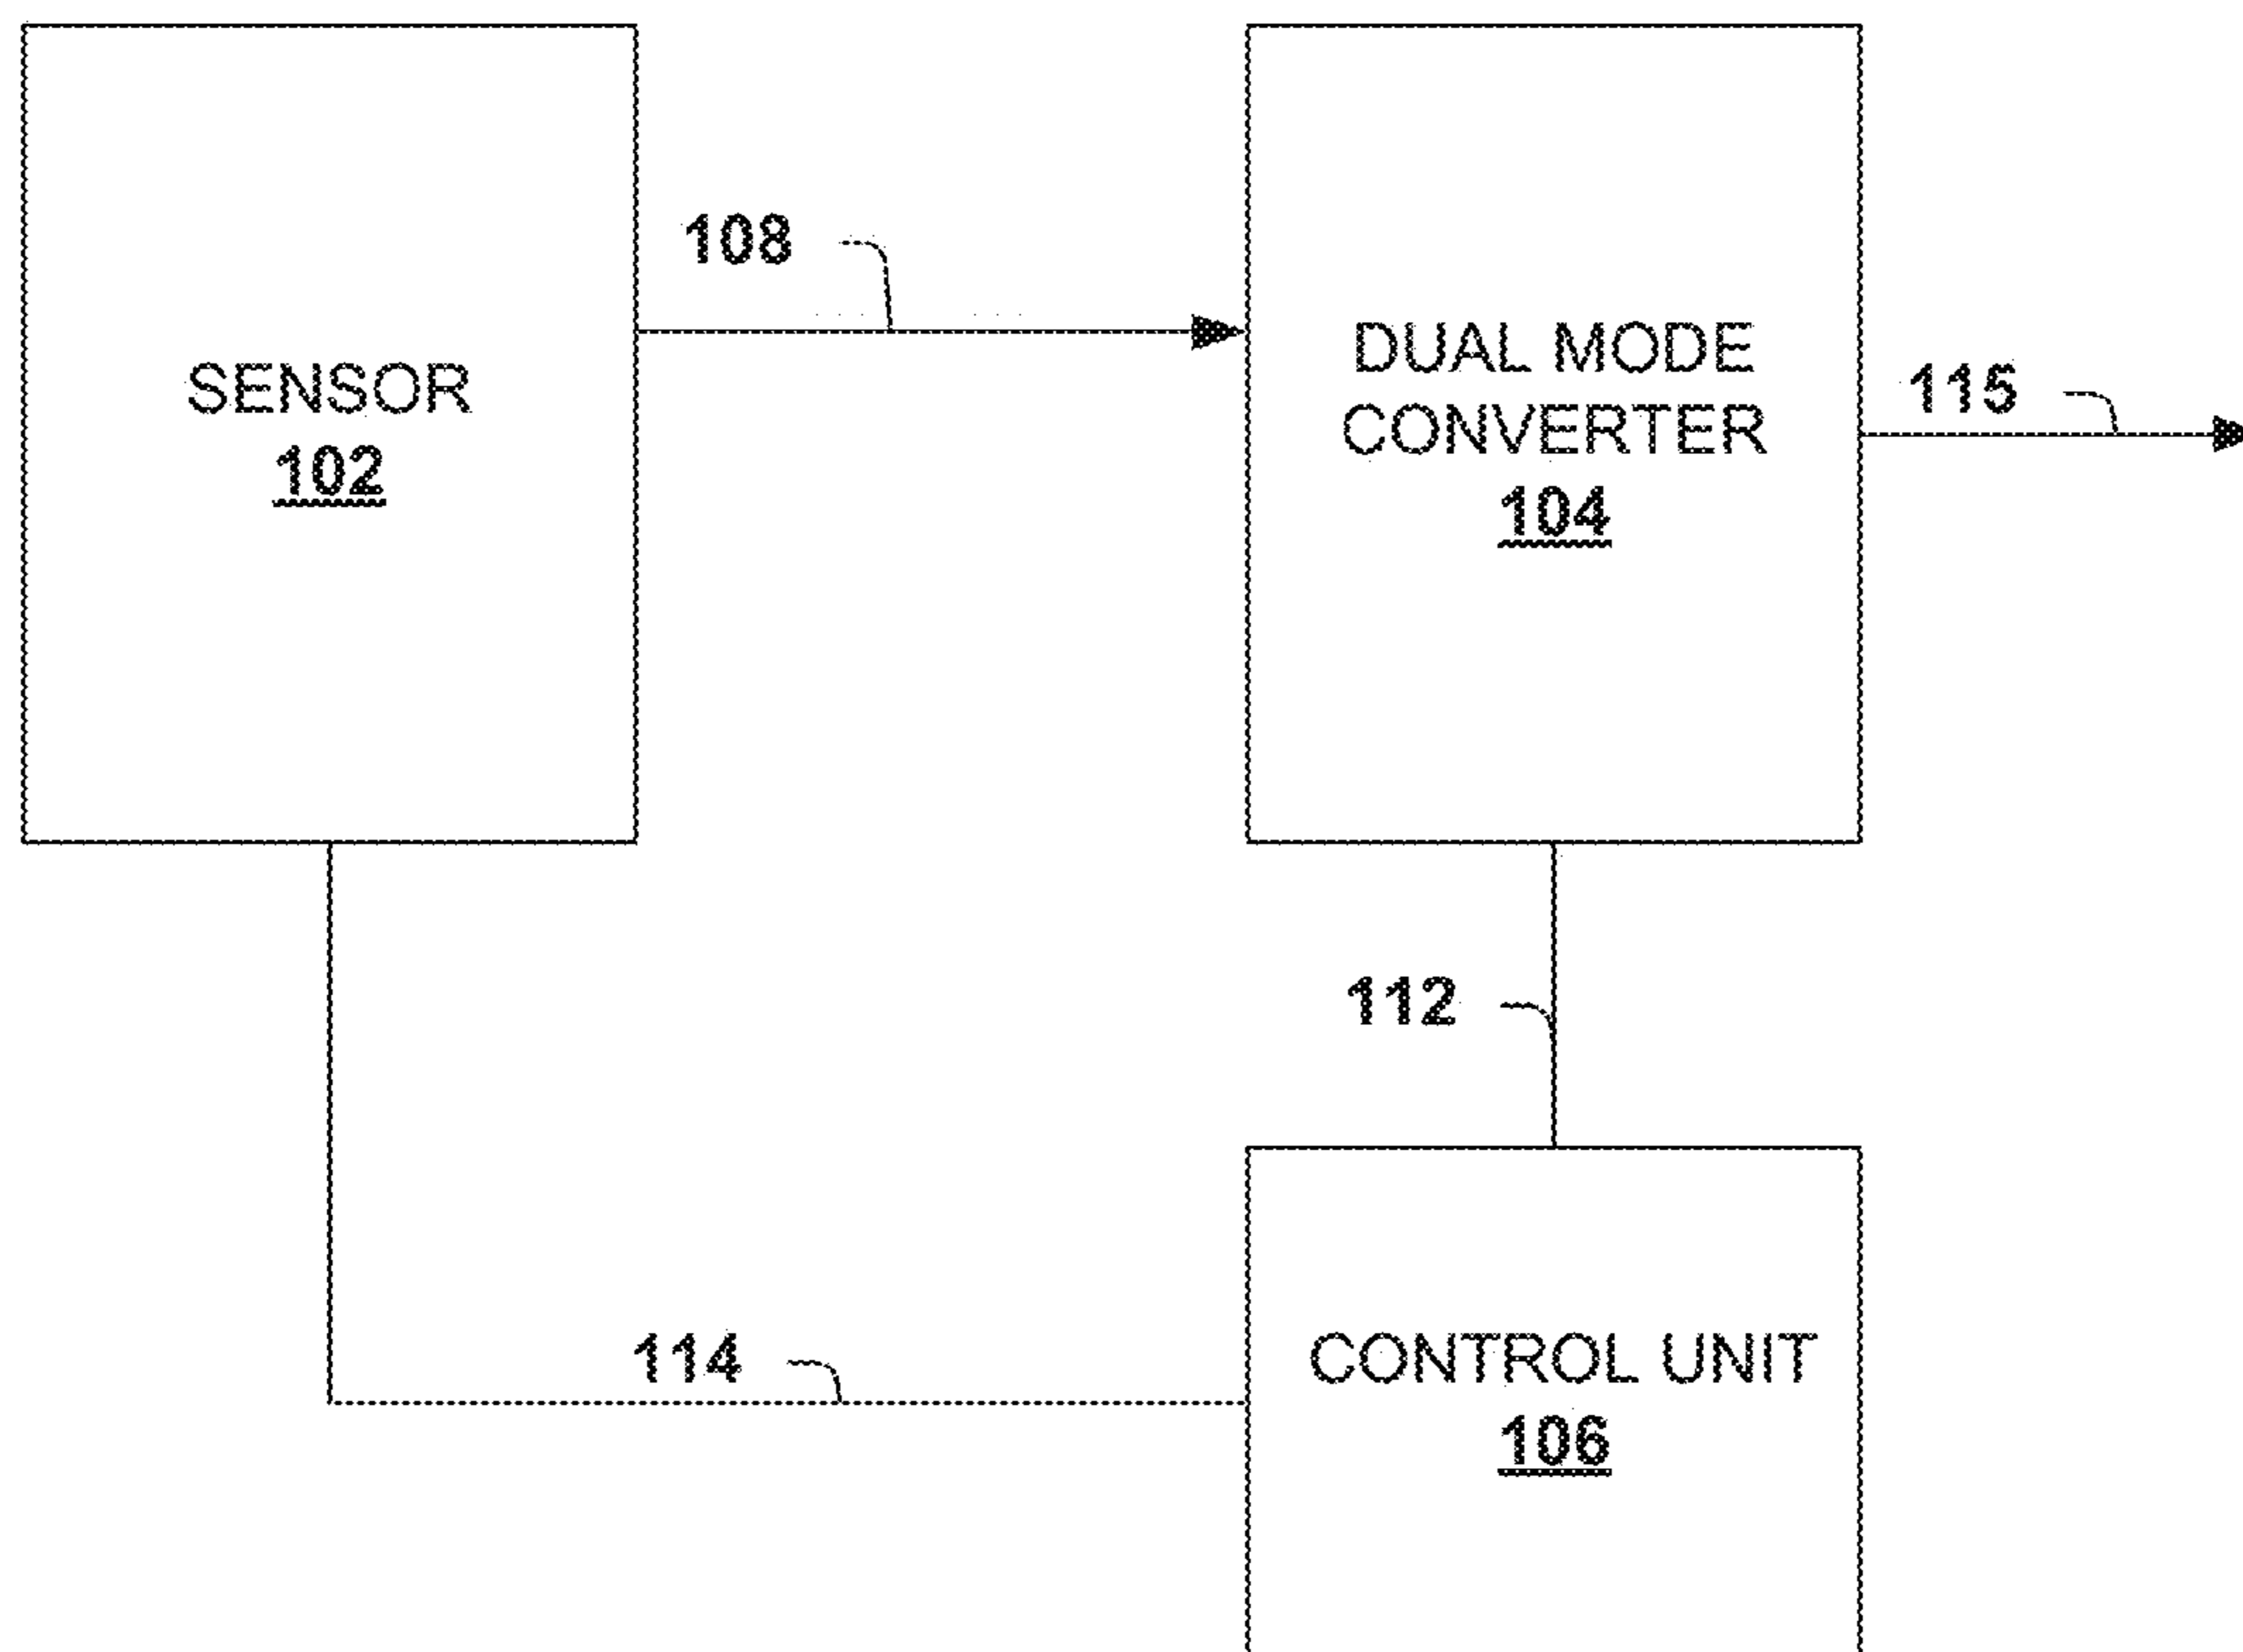 SENSOR
102
108
DUAL MODE
CONVERTER
104
115
112
114
CONTROL UNIT
106